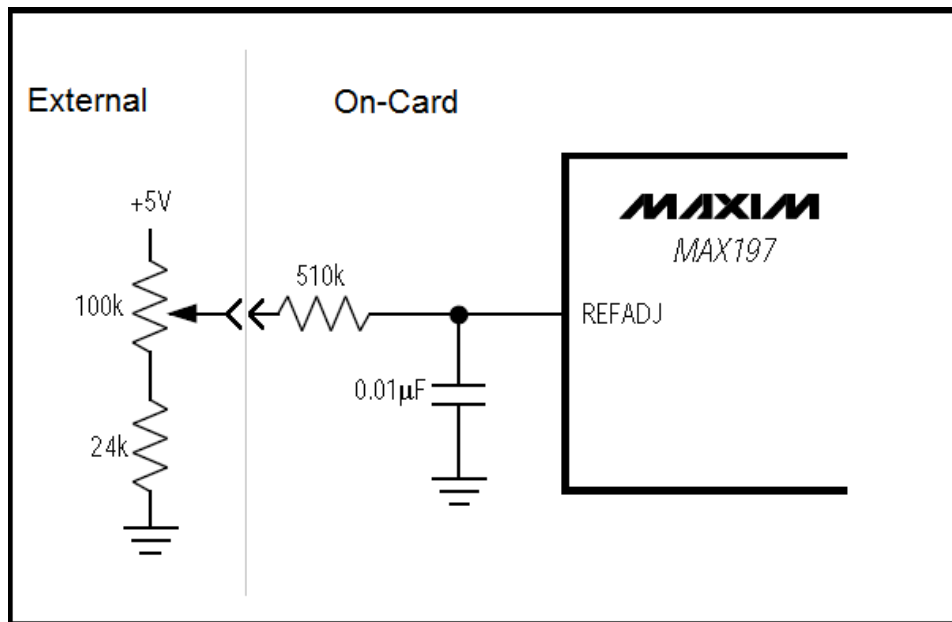 External
On-Card
+5V
100k
24k
510k
0.01µF
MAXIM
MAX197
REFADJ